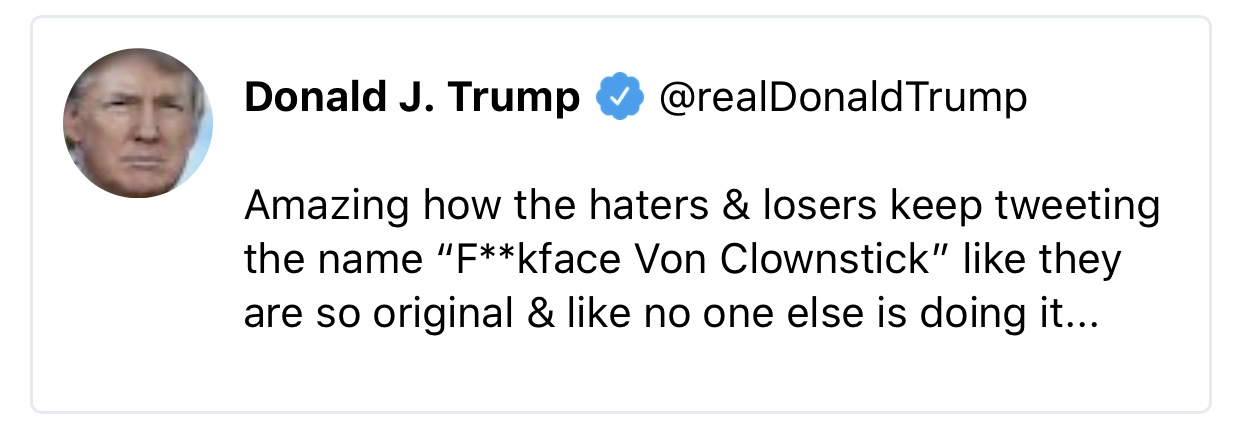 Donald J. Trump @realDonaldTrump
Amazing how the haters & losers keep tweeting
the name “F**kface Von Clownstick” like they
are so original & like no one else is doing it...